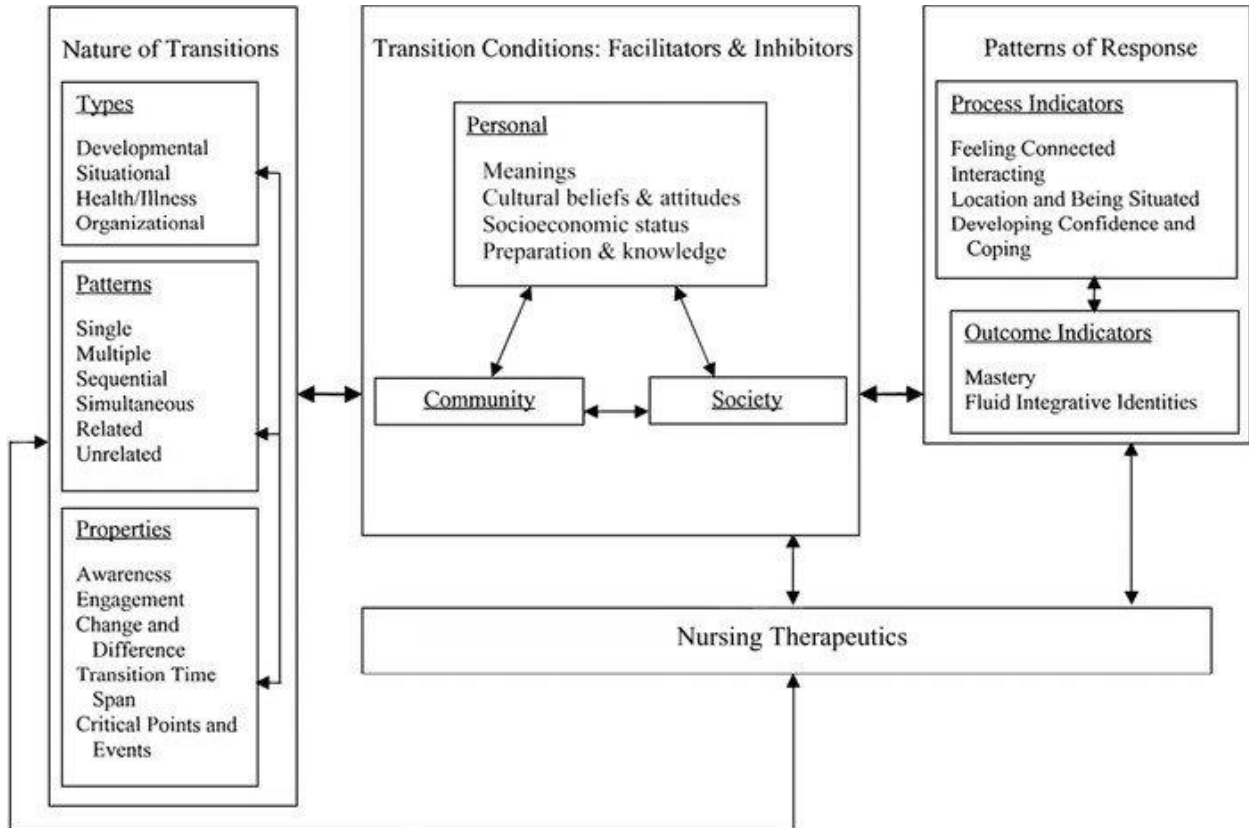 Nature of Transitions
Types
Developmental
Situational
Health/Illness
Organizational
Patterns
Single
Multiple
Sequential
Simultaneous
Related
Unrelated
Properties
Awareness
Engagement
Change and
Difference
Transition Time
Span
Critical Points and
Events
Transition Conditions: Facilitators & Inhibitors
Personal
Meanings
Cultural beliefs & attitudes
Socioeconomic status
Preparation & knowledge
Community
Society
Patterns of Response
Process Indicators
Feeling Connected
Interacting
Location and Being Situated
Developing Confidence and
Coping
Outcome Indicators
Mastery
Fluid Integrative Identities
Nursing Therapeutics